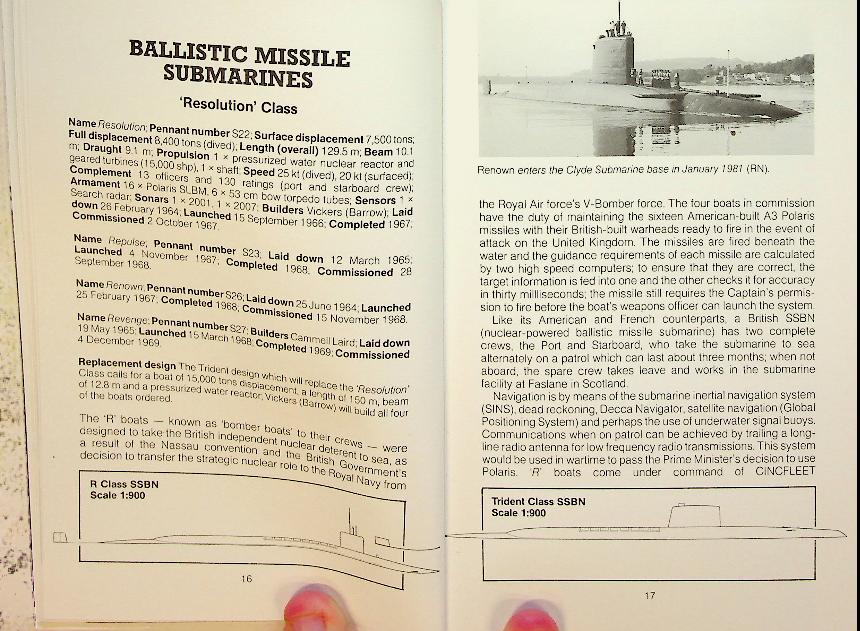 BALLISTIC MISSILE
SUBMARINES
'Resolution' Class
Name Resolution; Pennant number S22; Surface displacement 7,500 tons;
Full displacement 8,400 tons (dived); Length (overall) 129.5 m; Beam 10.1
m; Draught 9.1 m; Propulsion 1 × pressurized water nuclear reactor and
geared turbines (15,000 shp), 1 × shaft; Speed 25 kt (dived), 20 kt (surfaced);
Complement 13 officers and 130 ratings (port and starboard crew);
Armament 16 × Polaris SLBM, 6 × 53 cm bow torpedo tubes; Sensors 1 ×
Search radar; Sonars 1 × 2001, 1 × 2007; Builders Vickers (Barrow); Laid
down 26 February 1964; Launched 15 September 1966; Completed 1967;
Commissioned 2 October 1967.
Name Repulse; Pennant number S23; Laid down 12 March 1965;
Launched 4 November 1967; Completed 1968; Commissioned 28
September 1968.
Name Renown; Pennant number S26; Laid down 25 June 1964; Launched
25 February 1967; Completed 1968; Commissioned 15 November 1968.
Name Revenge; Pennant number S27; Builders Cammell Laird; Laid down
19 May 1965; Launched 15 March 1968; Completed 1969; Commissioned
4 December 1969.
Replacement design The Trident design which will replace the 'Resolution'
Class calls for a boat of 15,000 tons displacement, a length of 150 m, beam
of 12.8 m and a pressurized water reactor; Vickers (Barrow) will build all four
of the boats ordered.
The 'R' boats — known as 'bomber boats' to their crews — were
designed to take the British independent nuclear deterent to sea, as
a result of the Nassau convention and the British Government's
decision to transfer the strategic nuclear role to the Royal Navy from
R Class SSBN
Scale 1:900
16
Renown enters the Clyde Submarine base in January 1981 (RN).
the Royal Air force's V-Bomber force. The four boats in commission
have the duty of maintaining the sixteen American-built A3 Polaris
missiles with their British-built warheads ready to fire in the event of
attack on the United Kingdom. The missiles are fired beneath the
water and the guidance requirements of each missile are calculated
by two high speed computers; to ensure that they are correct, the
target information is fed into one and the other checks it for accuracy
in thirty milliseconds; the missile still requires the Captain's permis-
sion to fire before the boat's weapons officer can launch the system.
Like its American and French counterparts, a British SSBN
(nuclear-powered ballistic missile submarine) has two complete
crews, the Port and Starboard, who take the submarine to sea
alternately on a patrol which can last about three months; when not
aboard, the spare crew takes leave and works in the submarine
facility at Faslane in Scotland.
Navigation is by means of the submarine inertial navigation system
(SINS), dead reckoning, Decca Navigator, satellite navigation (Global
Positioning System) and perhaps the use of underwater signal buoys.
Communications when on patrol can be achieved by trailing a long-
line radio antenna for low frequency radio transmissions. This system
would be used in wartime to pass the Prime Minister's decision to use
Polaris. 'R' boats come under command of CINCFLEET
Trident Class SSBN
Scale 1:900
17